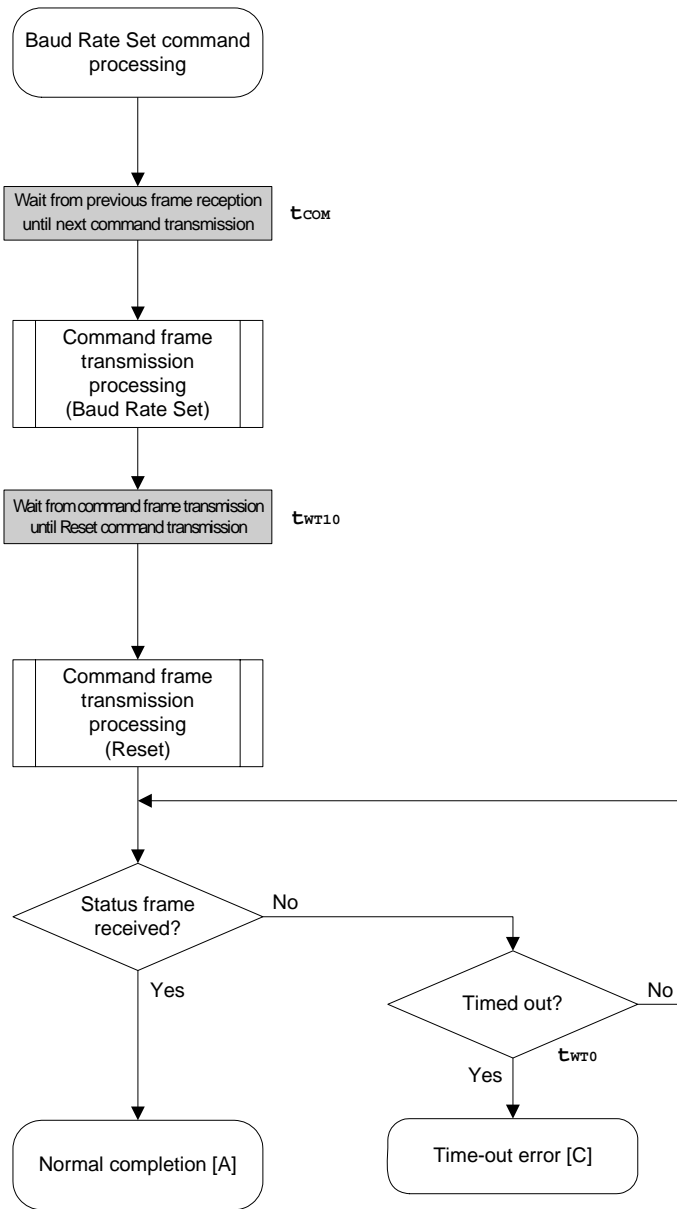 Baud Rate Set command
processing
Wait from previous frame reception
until next command transmission
tCOM
Command frame
transmission
processing
(Baud Rate Set)
Wait from command frame transmission
until Reset command transmission
tWT10
Command frame
transmission
processing
(Reset)
Status frame
received?
No
Yes
Timed out?
No
tWT0
Yes
Normal completion [A]
Time-out error [C]